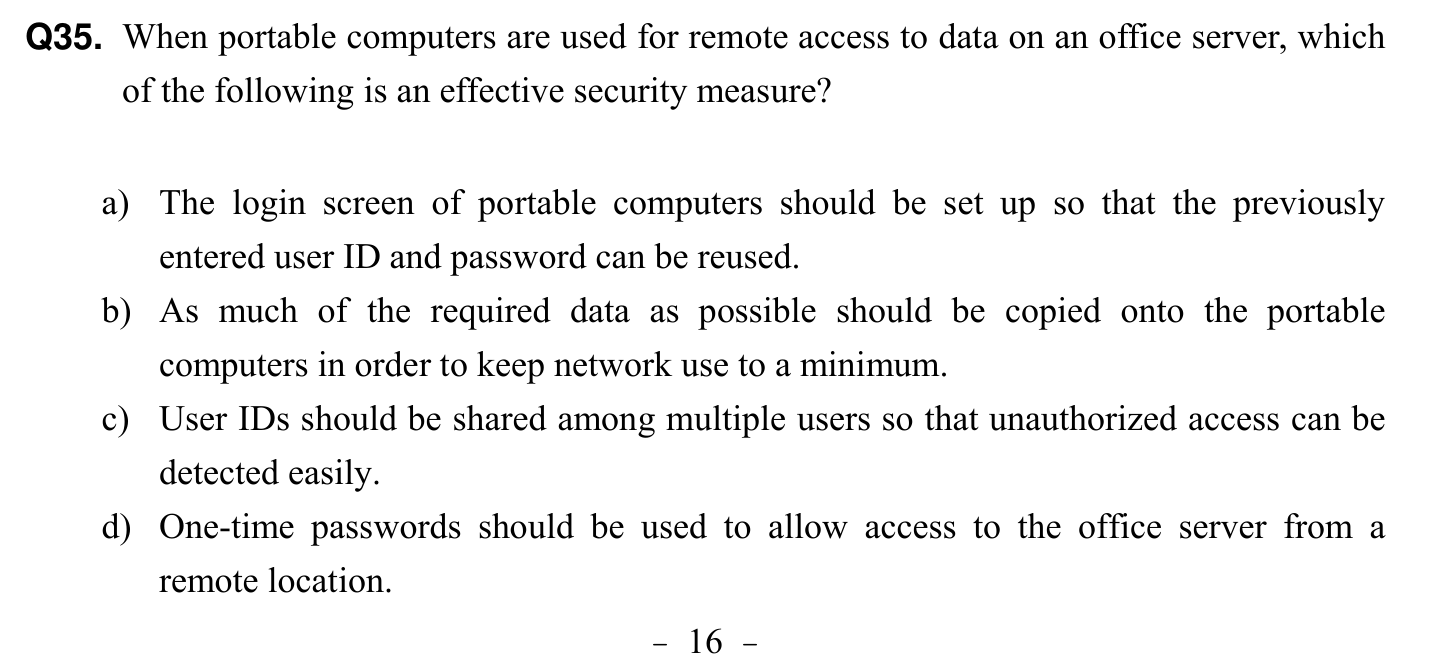 Q35. When portable computers are used for remote access to data on an office server, which
of the following is an effective security measure?
a) The login screen of portable computers should be set up so that the previously
entered user ID and password can be reused.
b) As much of the required data as possible should be copied onto the portable
computers in order to keep network use to a minimum.
c) User IDs should be shared among multiple users so that unauthorized access can be
detected easily.
d) One-time passwords should be used to allow access to the office server from a
remote location.
– 16 –